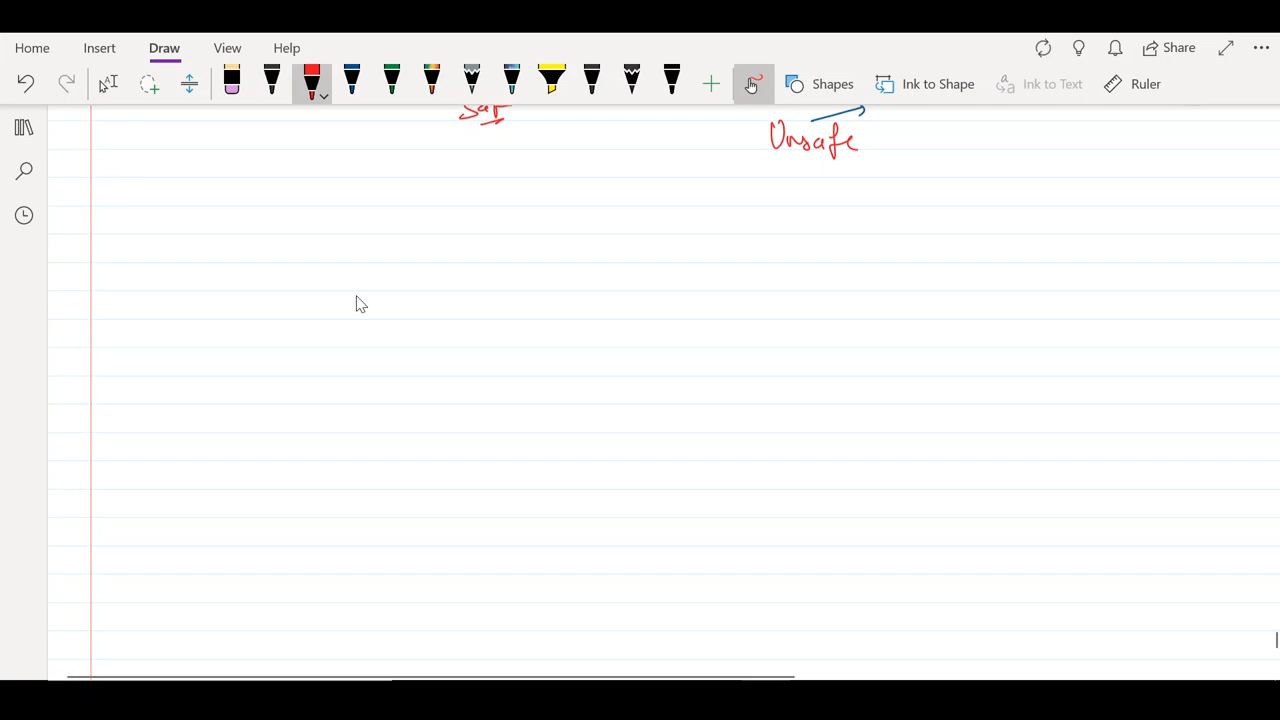 Home Insert Draw View Help Share
Shapes Ink to Shape Ink to Text Ruler
Unsafe